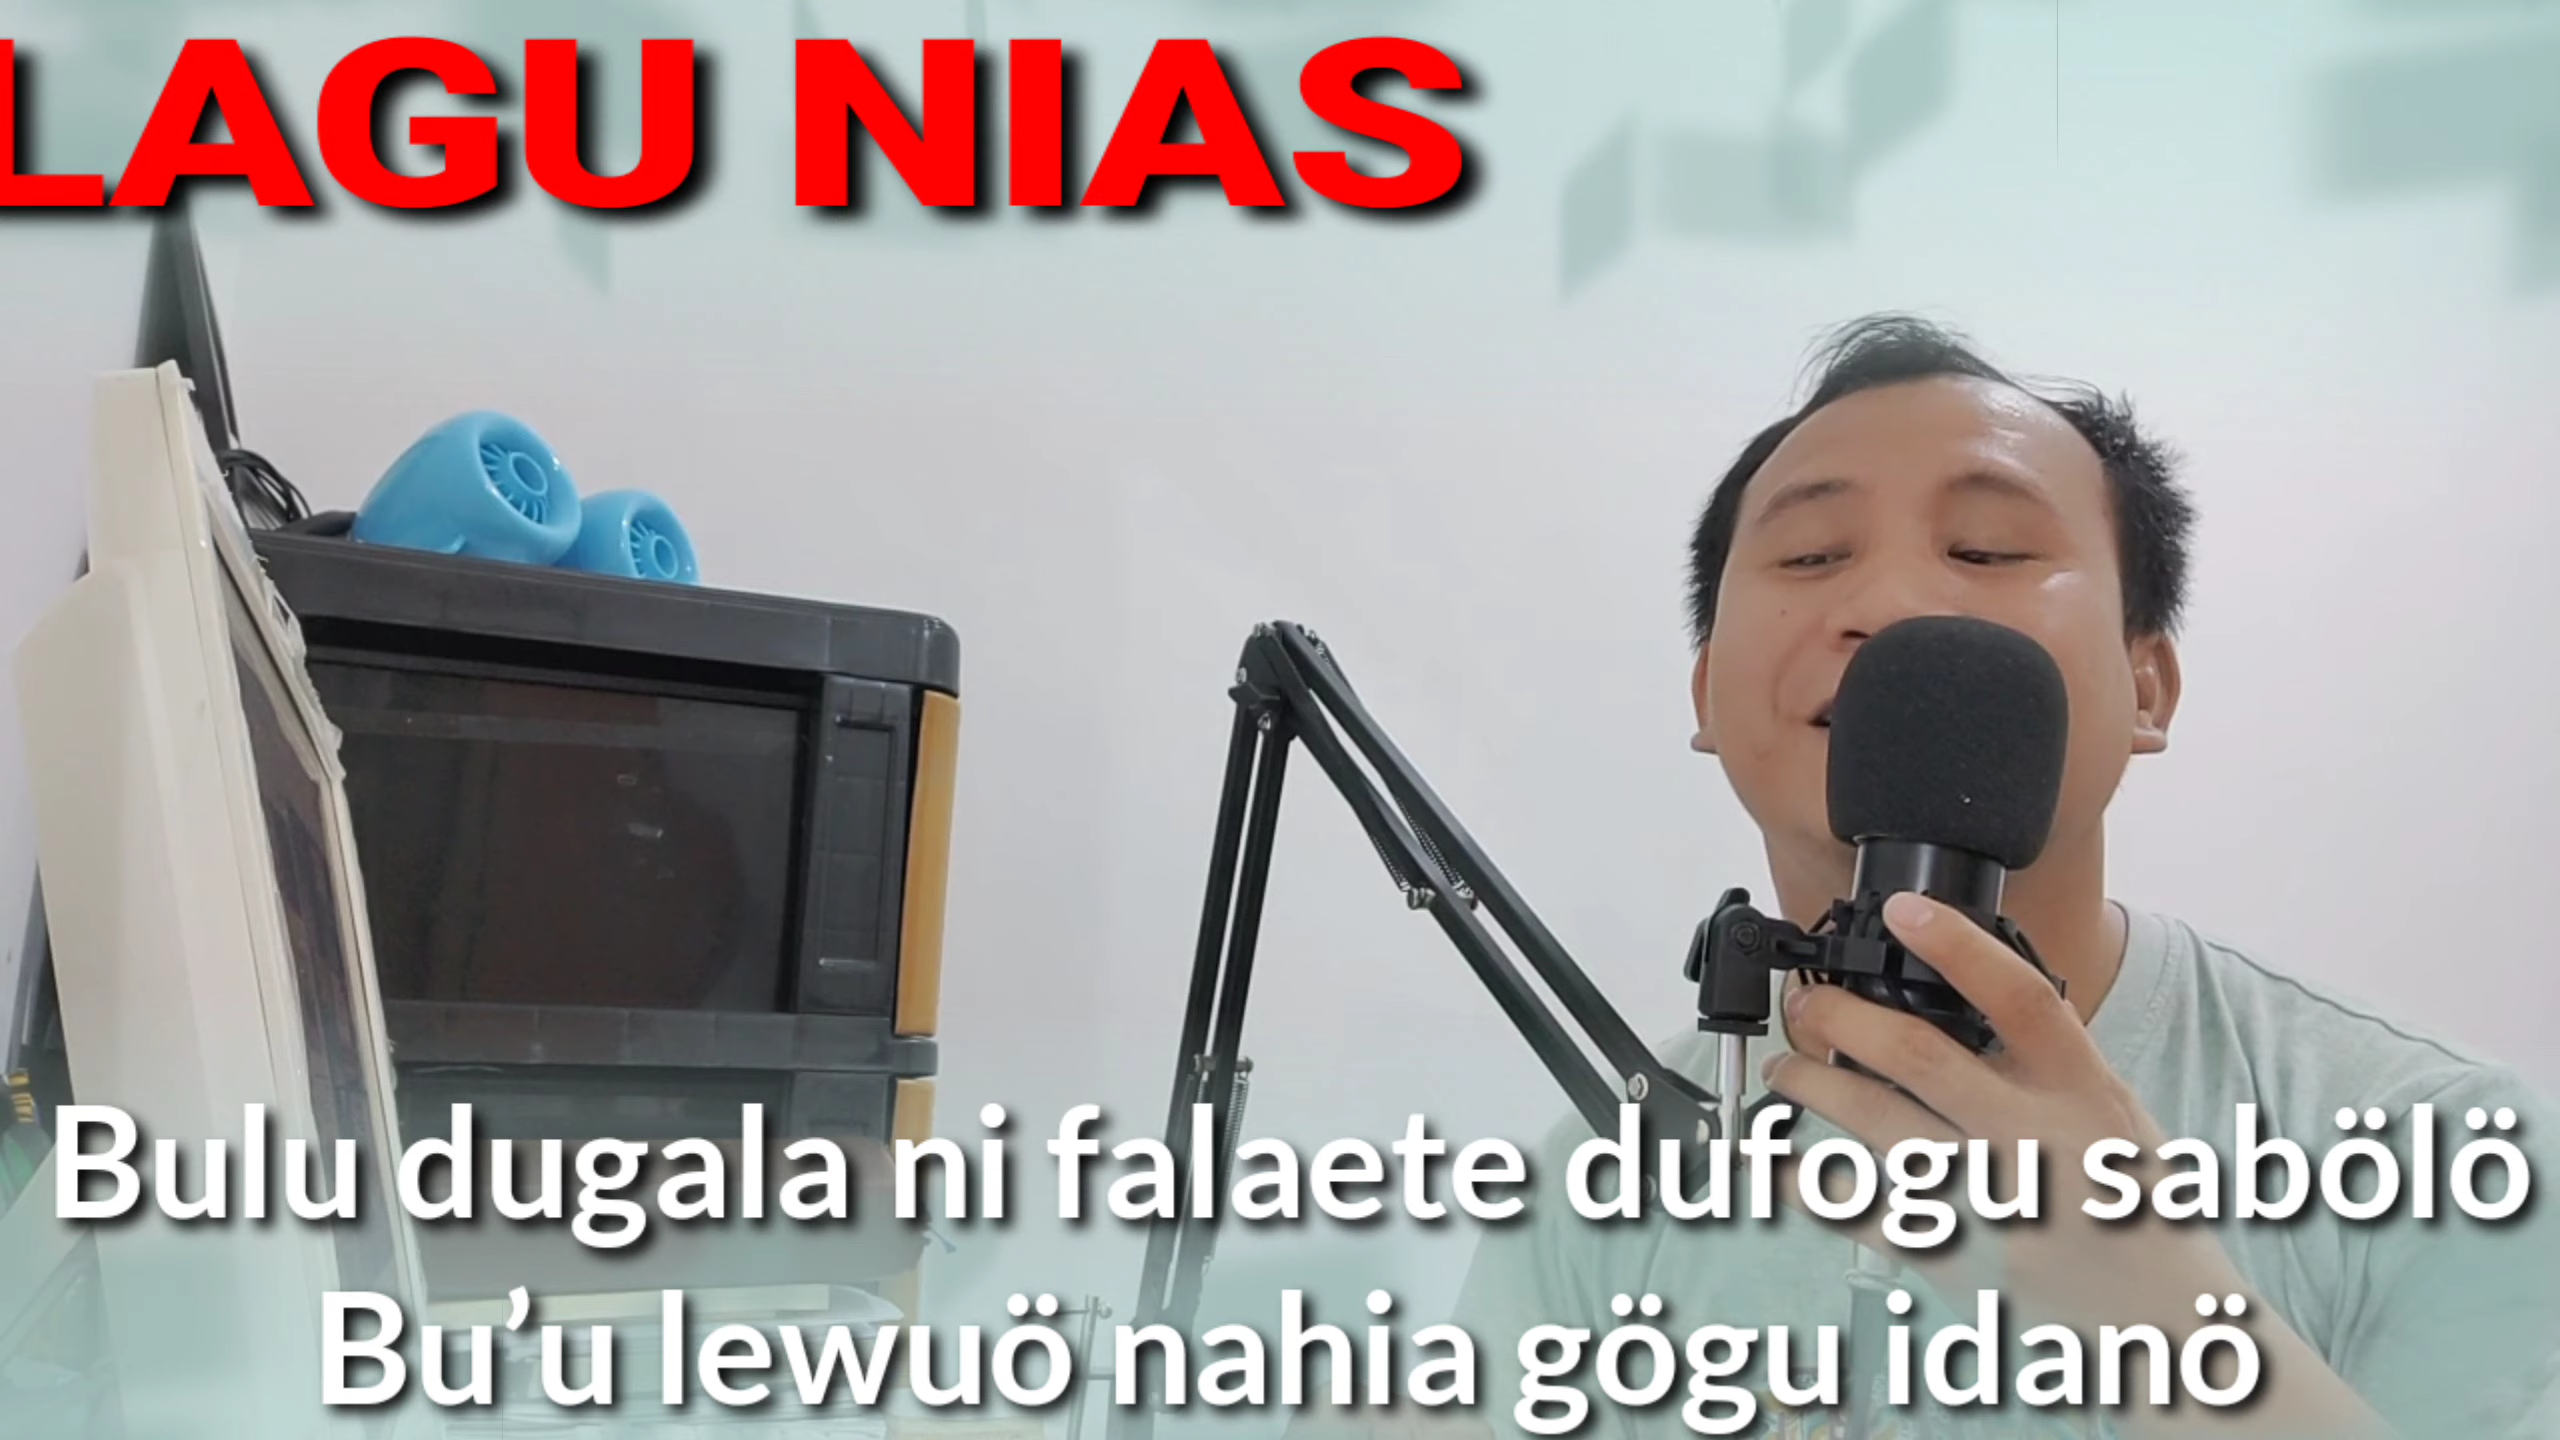 LAGU NIAS
Bulu dugala ni falaete dufogu sabölö
Bu’u lewuö nahia gögu idanö